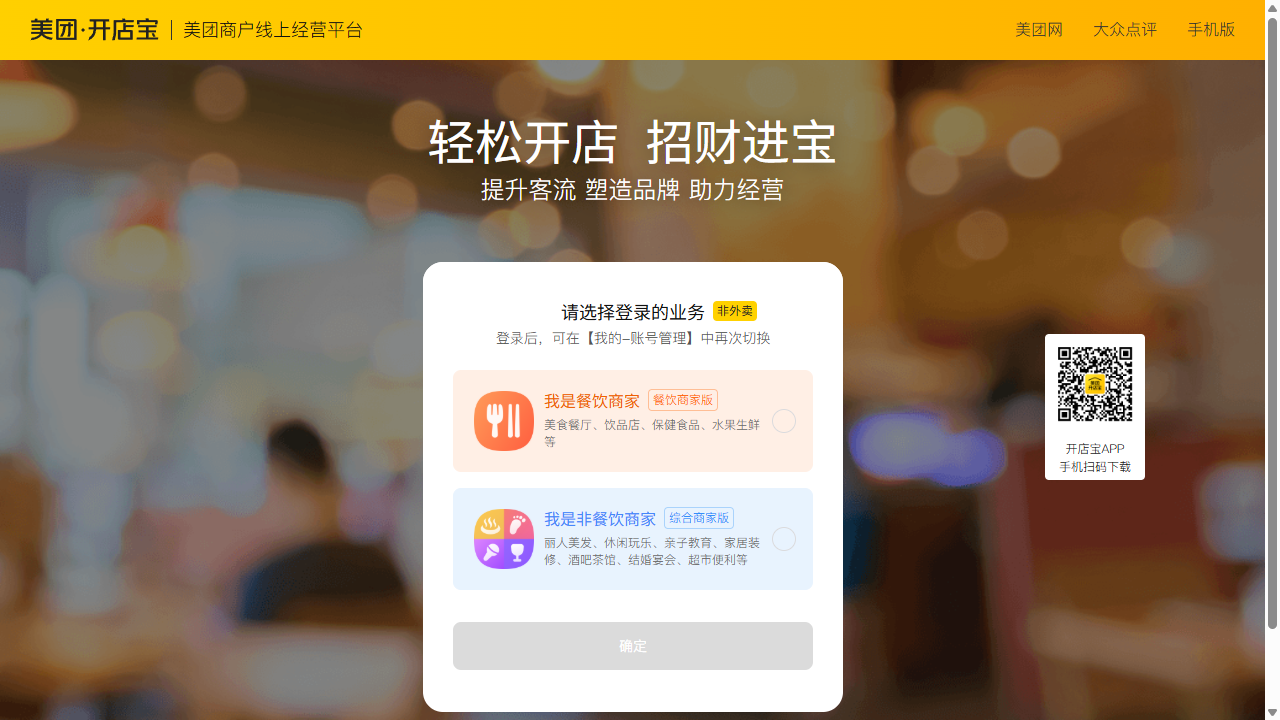 美团·开店宝 | 美团商户线上经营平台
美团网 大众点评 手机版
轻松开店 招财进宝
提升客流 塑造品牌 助力经营
请选择登录的业务 非外卖
登录后，可在【我的-账号管理】中再次切换
我是餐饮商家 餐饮商家版
美食餐厅、饮品店、保健食品、水果生鲜
等
我是非餐饮商家 综合商家版
丽人美发、休闲玩乐、亲子教育、家居装
修、酒吧茶馆、结婚宴会、超市便利等
确定
美团
开店宝
开店宝APP
手机扫码下载